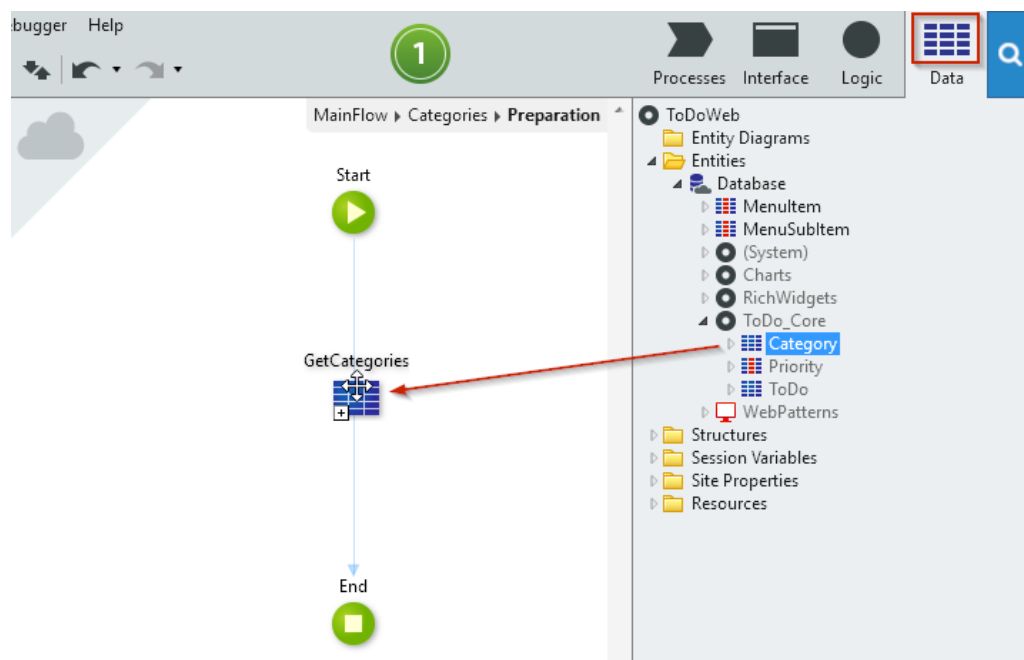 bugger Help
1
Processes Interface Logic Data
MainFlow Categories Preparation
Start
GetCategories
End
ToDoWeb
Entity Diagrams
Entities
Database
MenuItem
MenuSubItem
(System)
Charts
RichWidgets
ToDo_Core
Category
Priority
ToDo
WebPatterns
Structures
Session Variables
Site Properties
Resources